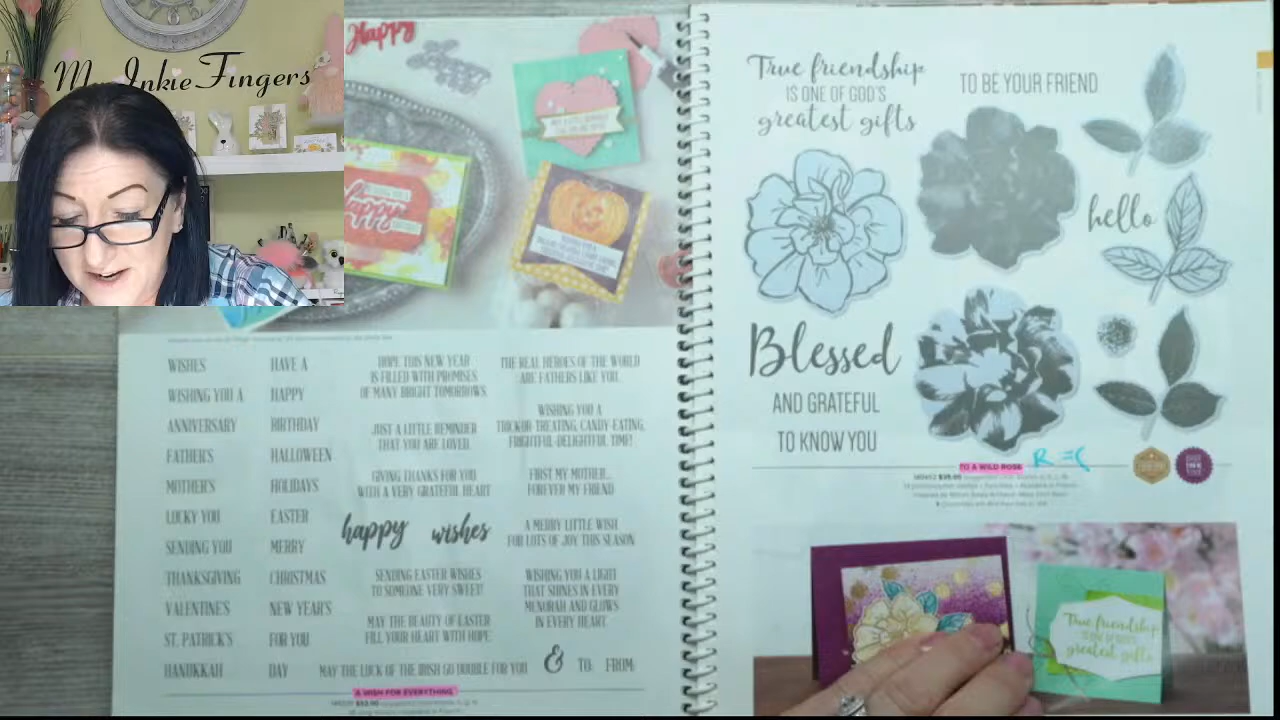 My Inkie Fingers
Happy
happy
WISHES
WISHING YOU A
ANNIVERSARY
FATHER'S
MOTHER'S
LUCKY YOU
SENDING YOU
THANKSGIVING
VALENTINE'S
ST. PATRICK'S
HANUKKAH
HAVE A
HAPPY
BIRTHDAY
HALLOWEEN
HOLIDAYS
EASTER
MERRY
CHRISTMAS
NEW YEAR'S
FOR YOU
DAY
HOPE THIS NEW YEAR
IS FILLED WITH PROMISES
OF MANY BRIGHT TOMORROWS.
JUST A LITTLE REMINDER
THAT YOU ARE LOVED.
GIVING THANKS FOR YOU
WITH A VERY GRATEFUL HEART
happy wishes
SENDING EASTER WISHES
TO SOMEONE VERY SWEET!
MAY THE BEAUTY OF EASTER
FILL YOUR HEART WITH HOPE.
MAY THE LUCK OF THE IRISH GO DOUBLE FOR YOU
THE REAL HEROES OF THE WORLD
ARE FATHERS LIKE YOU.
WISHING YOU A
TRICK-OR-TREATING, CANDY-EATING,
FRIGHTFUL-DELIGHTFUL TIME!
FIRST MY MOTHER...
FOREVER MY FRIEND
A MERRY LITTLE WISH
FOR LOTS OF JOY THIS SEASON
WISHING YOU A LIGHT
THAT SHINES IN EVERY
MENORAH AND GLOWS
IN EVERY HEART.
& TO: FROM:
A WISH FOR EVERYTHING
True friendship
IS ONE OF GOD'S
greatest gifts
TO BE YOUR FRIEND
hello
Blessed
AND GRATEFUL
TO KNOW YOU
TO A WILD ROSE
True friendship
IS ONE OF GOD'S
greatest gifts